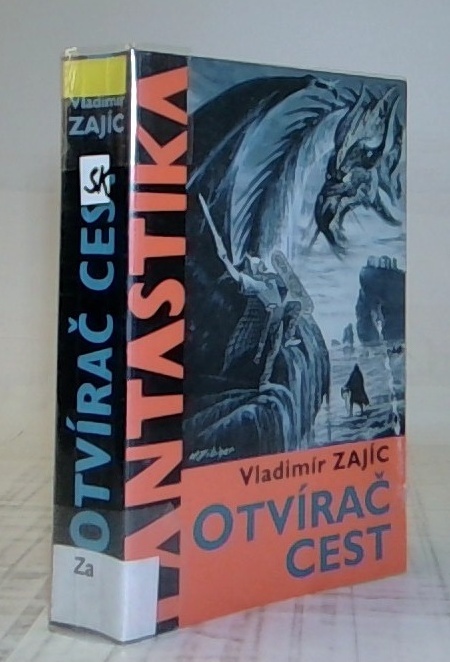 Vladimír
ZAJÍC
SK
OTVÍRAČ CEST
Za
FANTASTIKA
Vladimír ZAJÍC
OTVÍRAČ
CEST